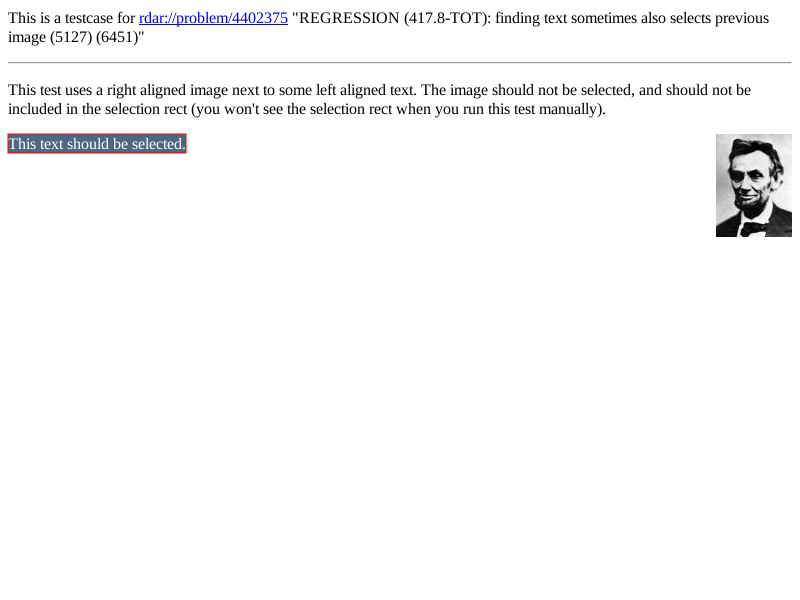 This is a testcase for rdar://problem/4402375 "REGRESSION (417.8-TOT): finding text sometimes also selects previous
image (5127) (6451)"
This test uses a right aligned image next to some left aligned text. The image should not be selected, and should not be
included in the selection rect (you won't see the selection rect when you run this test manually).
This text should be selected.